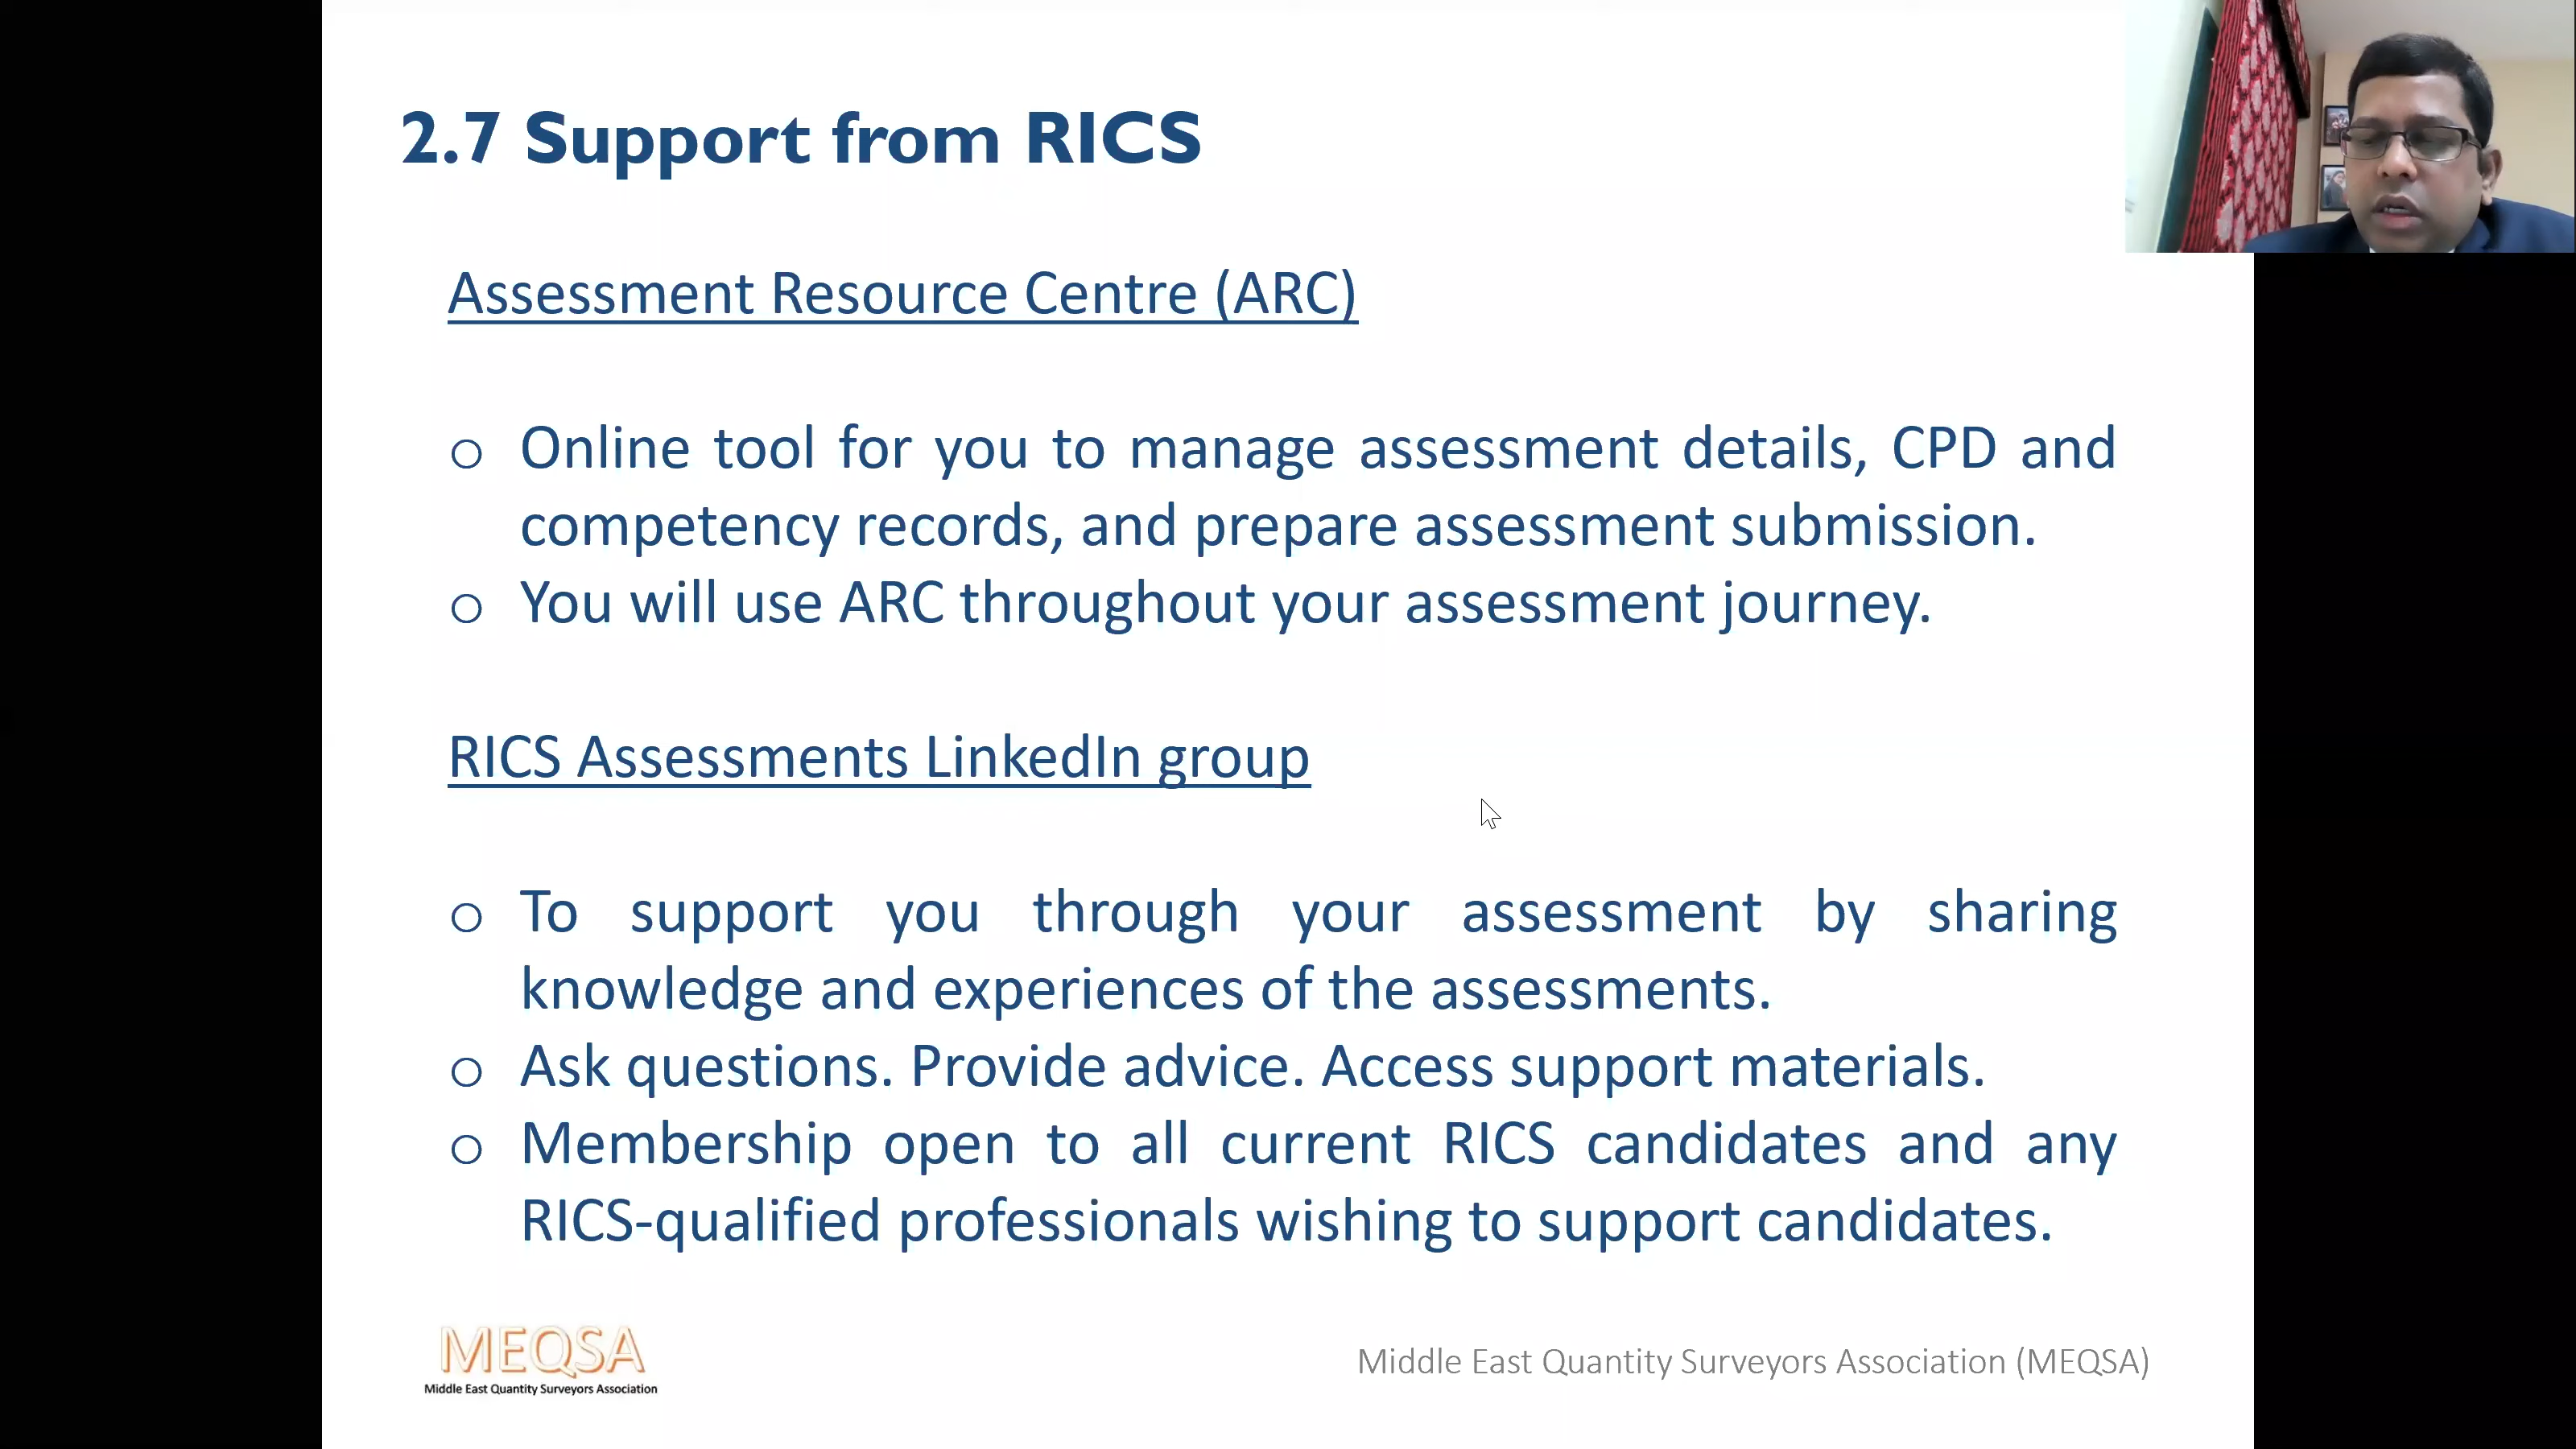 2.7 Support from RICS
Assessment Resource Centre (ARC)
o Online tool for you to manage assessment details, CPD and
competency records, and prepare assessment submission.
o You will use ARC throughout your assessment journey.
RICS Assessments LinkedIn group
o To support you through your assessment by sharing
knowledge and experiences of the assessments.
o Ask questions. Provide advice. Access support materials.
o Membership open to all current RICS candidates and any
RICS-qualified professionals wishing to support candidates.
MEQSA
Middle East Quantity Surveyors Association
Middle East Quantity Surveyors Association (MEQSA)